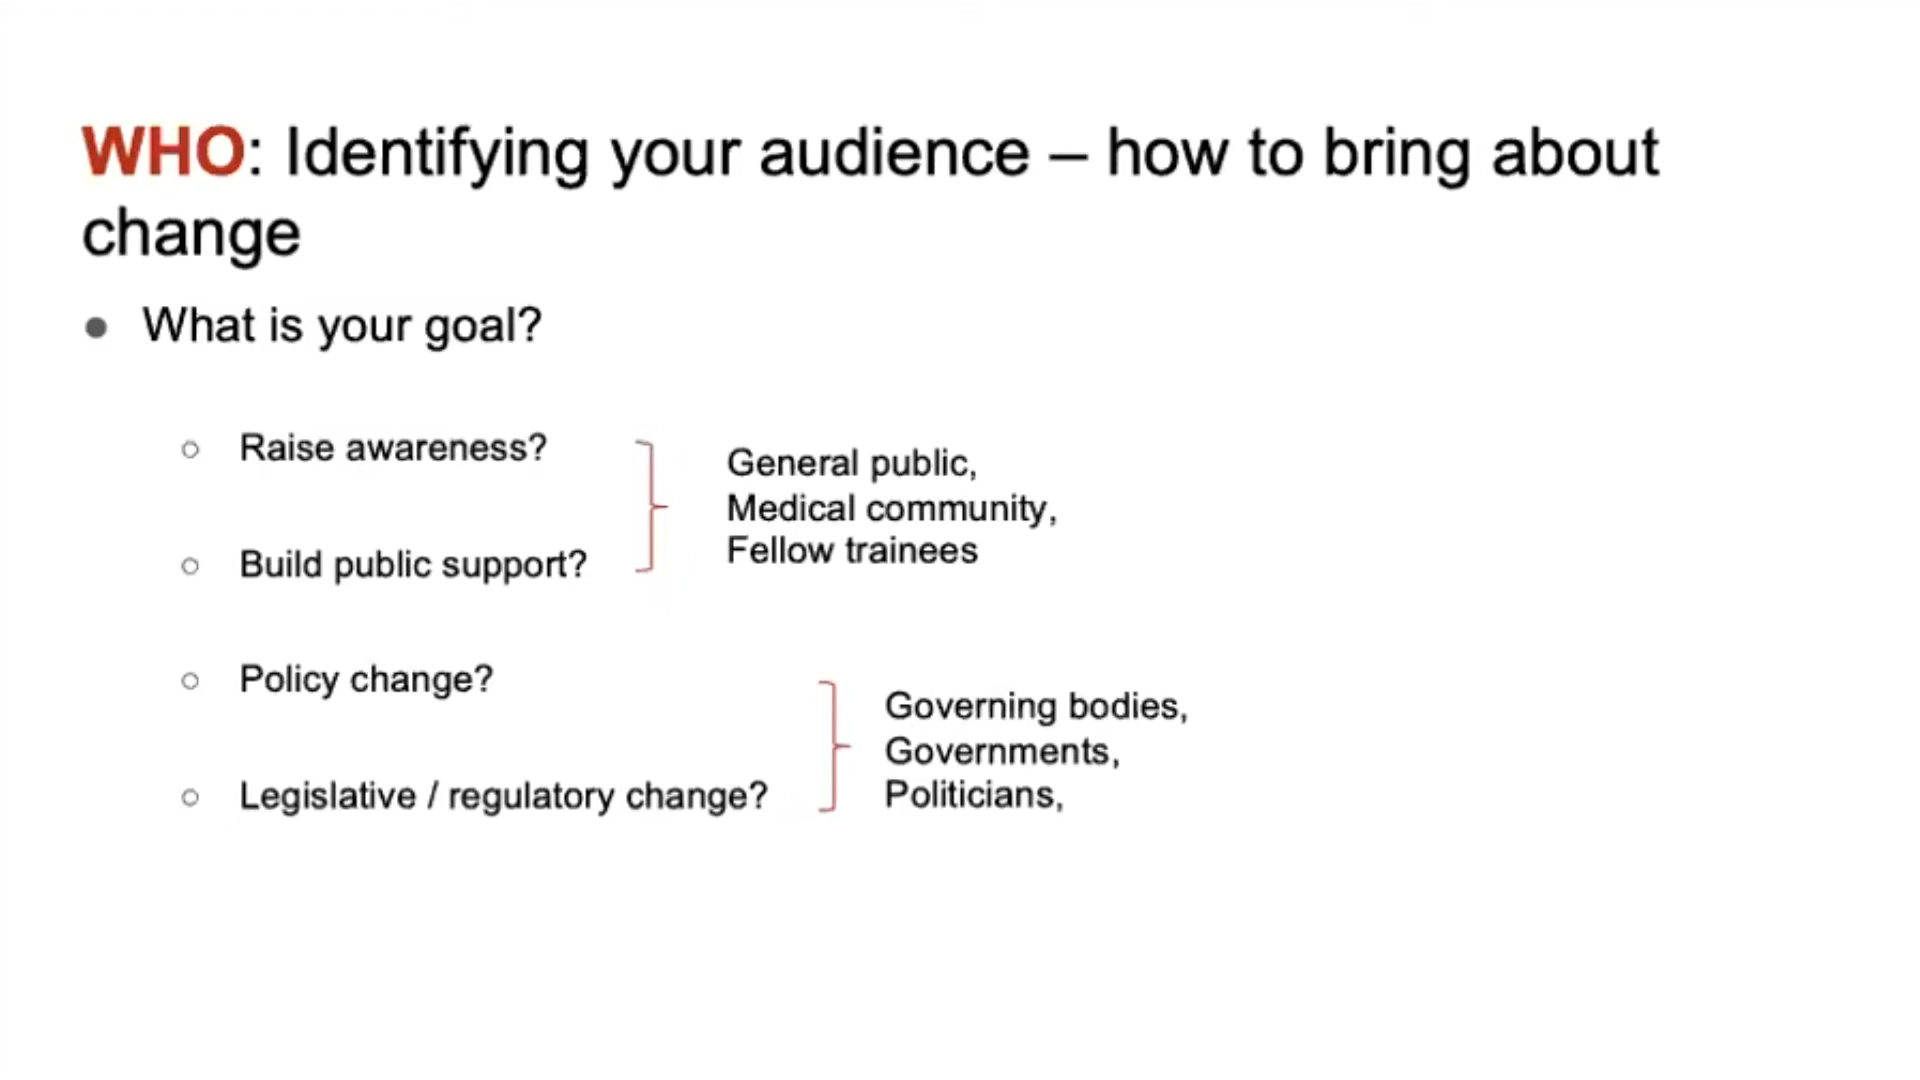 WHO: Identifying your audience – how to bring about
change
What is your goal?
Raise awareness?
Build public support?
General public,
Medical community,
Fellow trainees
Policy change?
Legislative / regulatory change?
Governing bodies,
Governments,
Politicians,